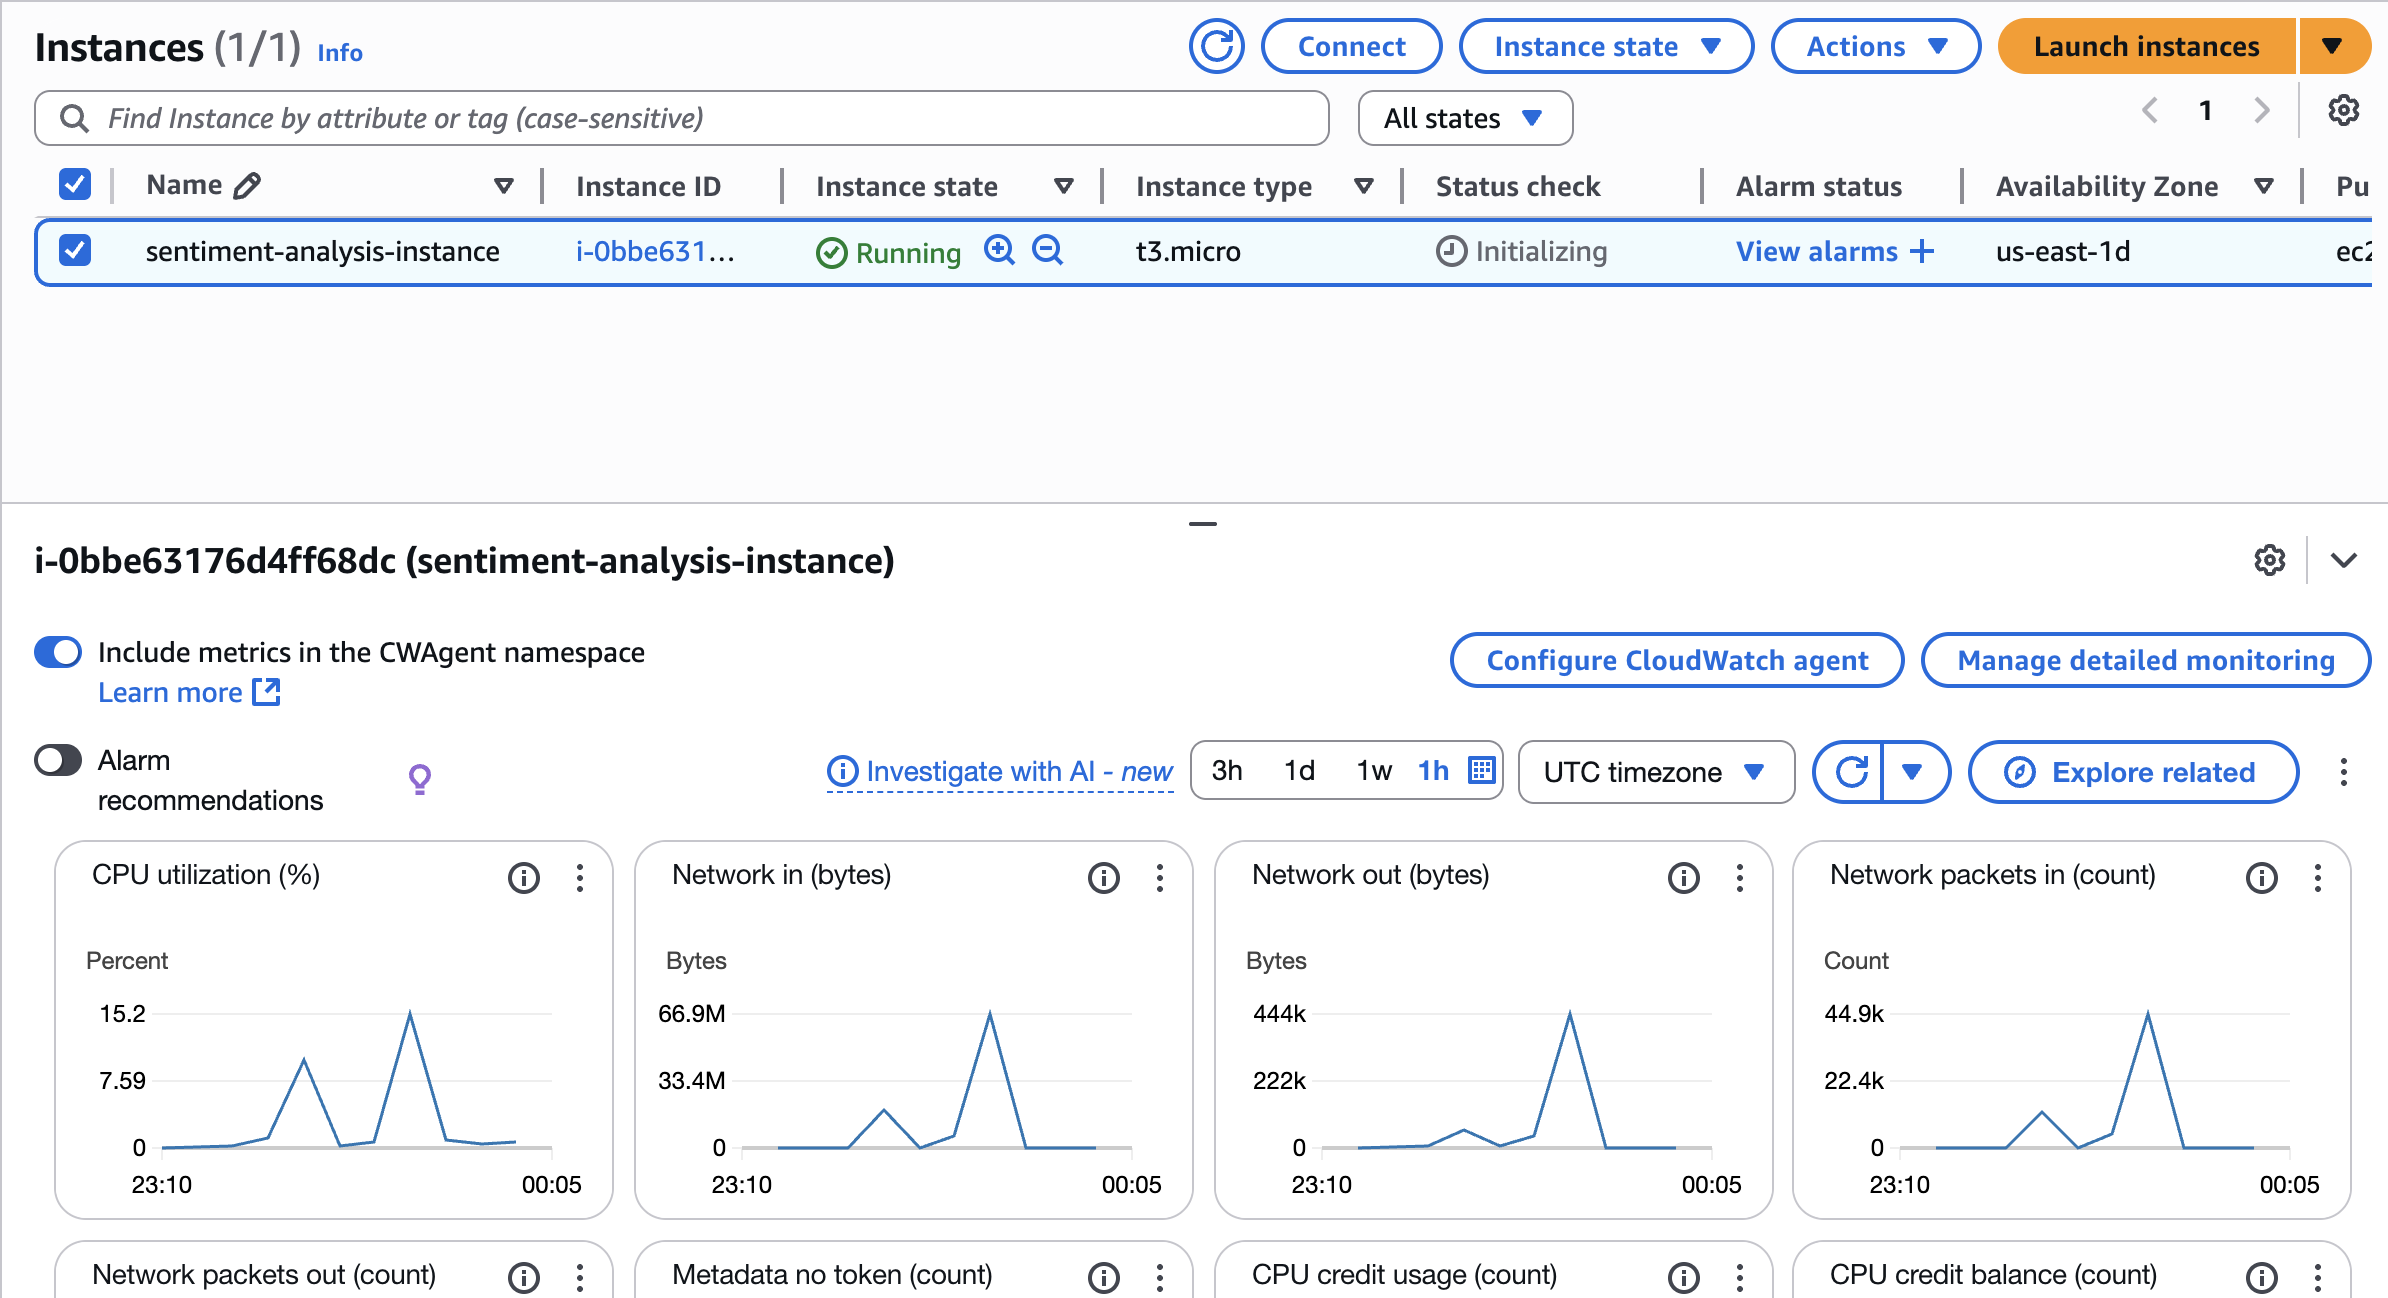 Instances (1/1) Info
Connect
Instance state
Actions
Launch instances
Find Instance by attribute or tag (case-sensitive)
All states
1
Name
Instance ID
Instance state
Instance type
Status check
Alarm status
Availability Zone
Pu
sentiment-analysis-instance
i-0bbe631...
Running
t3.micro
Initializing
View alarms +
us-east-1d
ec2
i-0bbe63176d4ff68dc (sentiment-analysis-instance)
Include metrics in the CWAgent namespace
Learn more
Configure CloudWatch agent
Manage detailed monitoring
Alarm
recommendations
Investigate with AI - new
3h 1d 1w 1h
UTC timezone
Explore related
CPU utilization (%)
Percent
15.2
7.59
0
23:10 00:05
Network in (bytes)
Bytes
66.9M
33.4M
0
23:10 00:05
Network out (bytes)
Bytes
444k
222k
0
23:10 00:05
Network packets in (count)
Count
44.9k
22.4k
0
23:10 00:05
Network packets out (count)
Metadata no token (count)
CPU credit usage (count)
CPU credit balance (count)